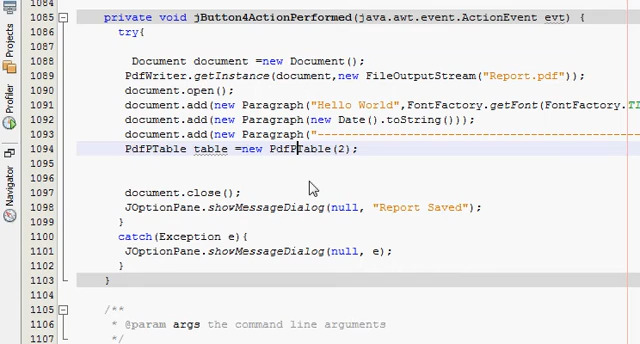 1084
Projects
Profiler
Navigator
1085 private void jButton4ActionPerformed(java.awt.event.ActionEvent evt) {
1086 try{
1087
1088 Document document =new Document();
1089 PdfWriter.getInstance(document,new FileOutputStream("Report.pdf"));
1090 document.open();
1091 document.add(new Paragraph("Hello World",FontFactory.getFont(FontFactory.TI
1092 document.add(new Paragraph(new Date().toString()));
1093 document.add(new Paragraph("------------------------------------------------
1094 PdfPTable table =new PdfPTable(2);
1095
1096
1097 document.close();
1098 JOptionPane.showMessageDialog(null, "Report Saved");
1099 }
1100 catch(Exception e){
1101 JOptionPane.showMessageDialog(null, e);
1102 }
1103 }
1104
1105 /**
1106 * @param args the command line arguments
1107 */